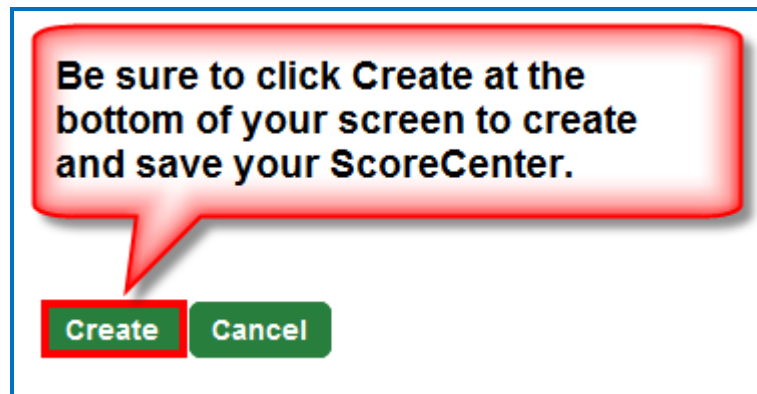 Be sure to click Create at the
bottom of your screen to create
and save your ScoreCenter.
Create Cancel